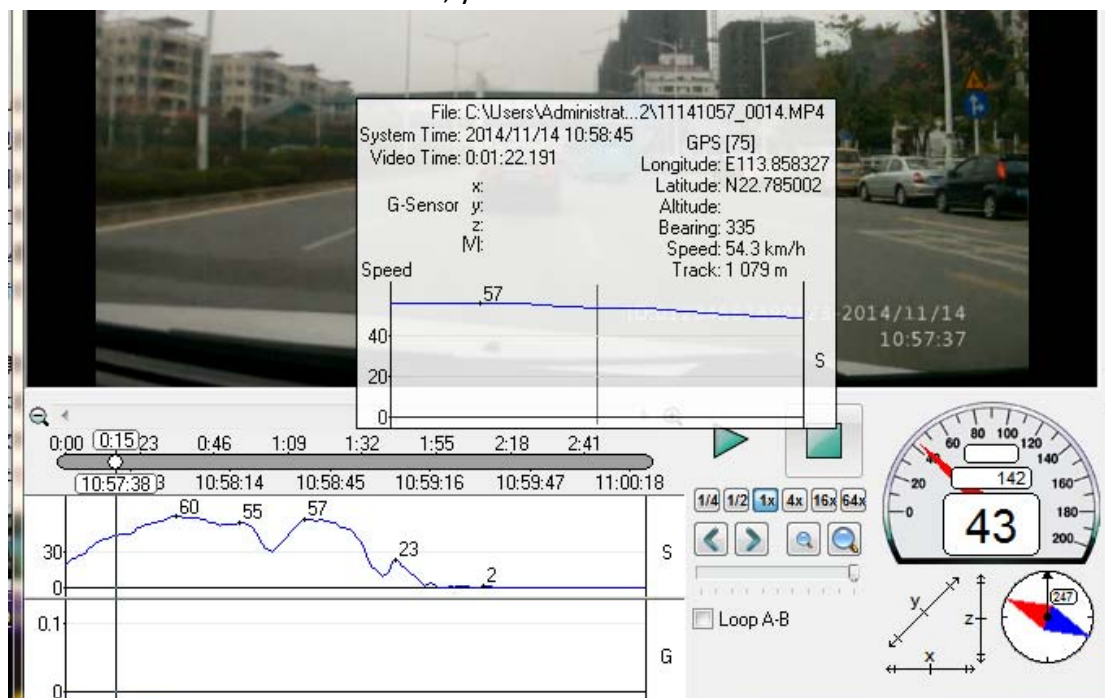 File: C:\Users\Administrat...2\11141057_0014.MP4
System Time: 2014/11/14 10:58:45
Video Time: 0:01:22.191
GPS [75]
Longitude: E113.858327
Latitude: N22.785002
Altitude:
Bearing: 335
Speed: 54.3 km/h
Track: 1 079 m
x:
G-Sensor y:
z:
|V|:
Speed
57
40
20
0
S
2014/11/14
10:57:37
0:00 0:15 23 0:46 1:09 1:32 1:55 2:18 2:41
10:57:38 10:58:14 10:58:45 10:59:16 10:59:47 11:00:18
60 55 57 23 2
30
0
S
0.1
0
G
1/4 1/2 1x 4x 16x 64x
Loop A-B
0 20 40 60 80 100 120 140 160 180 200
142
43
y
z
x
247